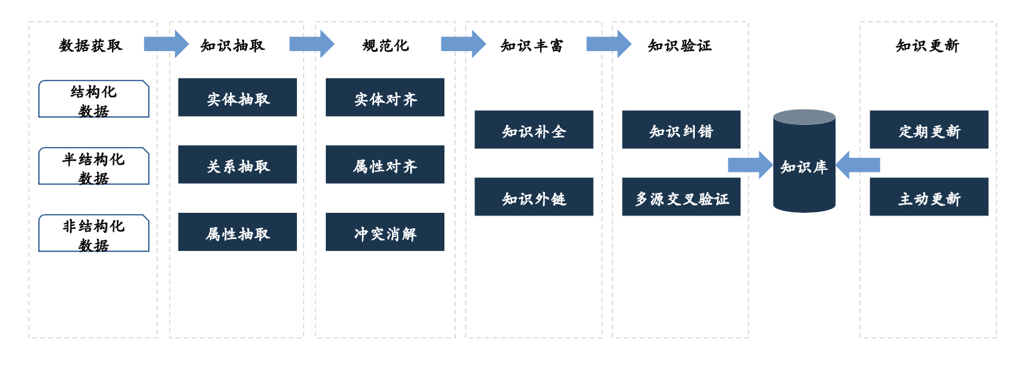 数据获取
知识抽取
规范化
知识丰富
知识验证
知识更新
结构化
数据
半结构化
数据
非结构化
数据
实体抽取
关系抽取
属性抽取
实体对齐
属性对齐
冲突消解
知识补全
知识外链
知识纠错
多源交叉验证
知识库
定期更新
主动更新